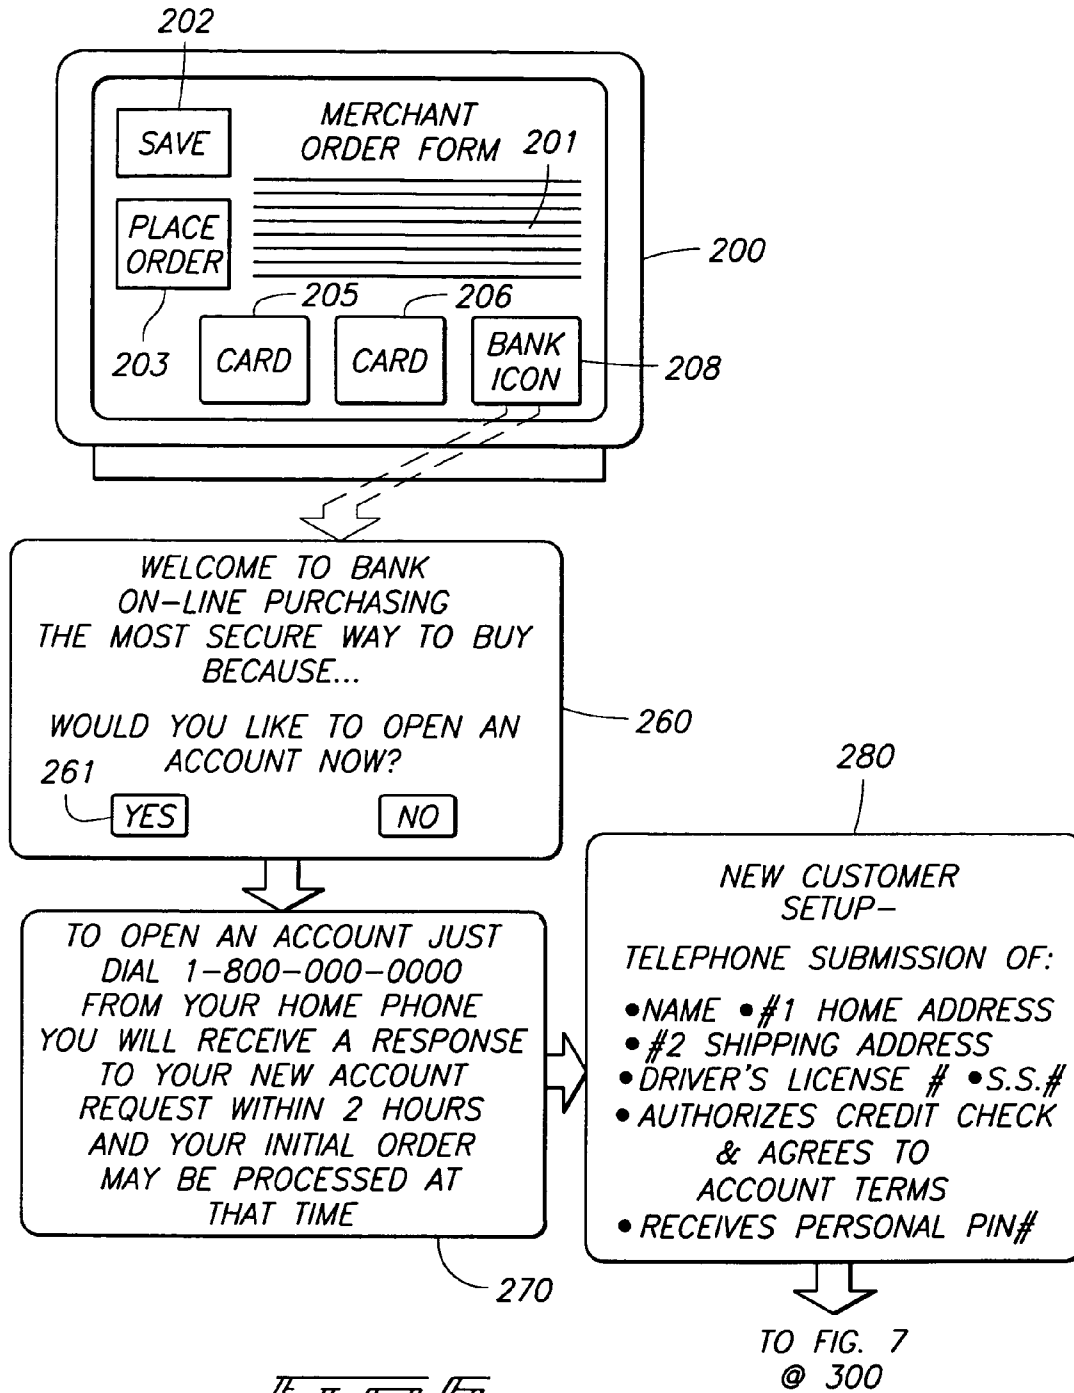 202
SAVE
MERCHANT
ORDER FORM
201
PLACE
ORDER
200
205
206
203
CARD
CARD
BANK
ICON
208
WELCOME TO BANK
ON-LINE PURCHASING
THE MOST SECURE WAY TO BUY
BECAUSE...
WOULD YOU LIKE TO OPEN AN
ACCOUNT NOW?
260
261
YES
NO
280
TO OPEN AN ACCOUNT JUST
DIAL 1-800-000-0000
FROM YOUR HOME PHONE
YOU WILL RECEIVE A RESPONSE
TO YOUR NEW ACCOUNT
REQUEST WITHIN 2 HOURS
AND YOUR INITIAL ORDER
MAY BE PROCESSED AT
THAT TIME
270
NEW CUSTOMER
SETUP-
TELEPHONE SUBMISSION OF:
•NAME •#1 HOME ADDRESS
•#2 SHIPPING ADDRESS
•DRIVER'S LICENSE # •S.S.#
•AUTHORIZES CREDIT CHECK
& AGREES TO
ACCOUNT TERMS
•RECEIVES PERSONAL PIN#
TO FIG. 7
@ 300